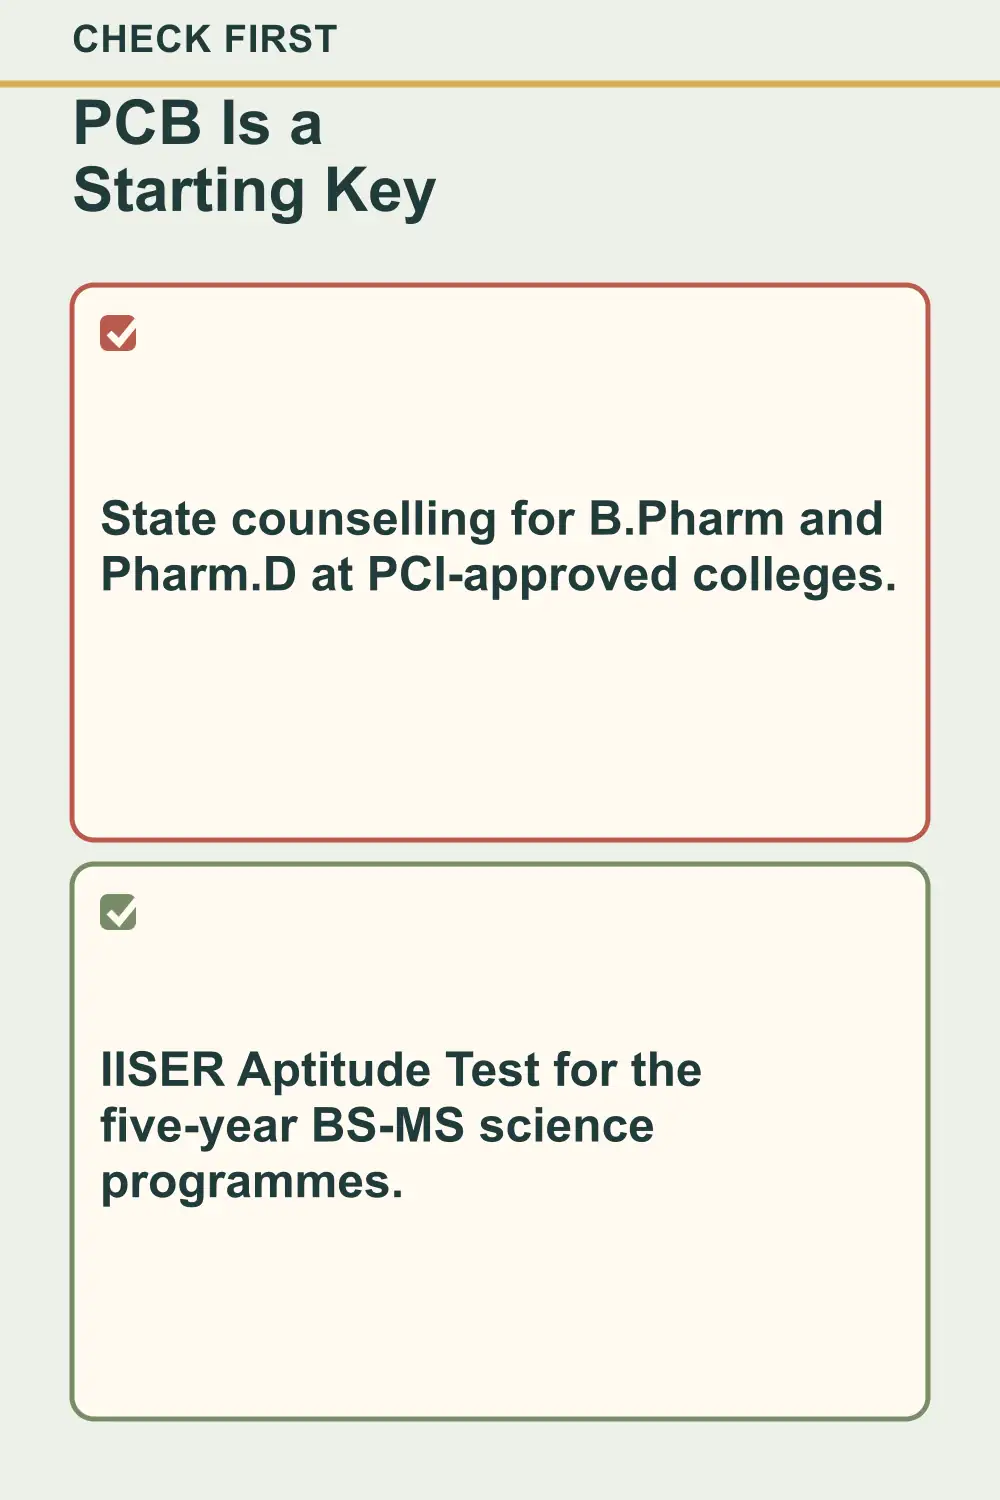 CHECK FIRST
PCB Is a
Starting Key
State counselling for B.Pharm and
Pharm.D at PCI-approved colleges.
IISER Aptitude Test for the
five-year BS-MS science
programmes.